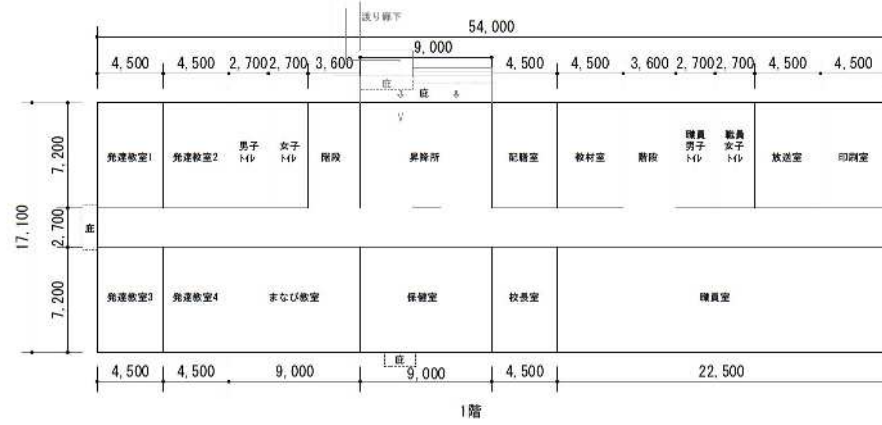 渡り廊下
54,000
9,000
4,500 4,500 2,700 2,700 3,600 4,500 4,500 3,600 2,700 2,700 4,500 4,500
庇
庇
17,100
7,200
2,700
7,200
発達教室1 発達教室2 男子トイレ 女子トイレ 階段 昇降所 配膳室 教材室 階段 職員男子トイレ 職員女子トイレ 放送室 印刷室
庇
発達教室3 発達教室4 まなび教室 保健室 校長室 職員室
庇
4,500 4,500 9,000 9,000 4,500 22,500
1階